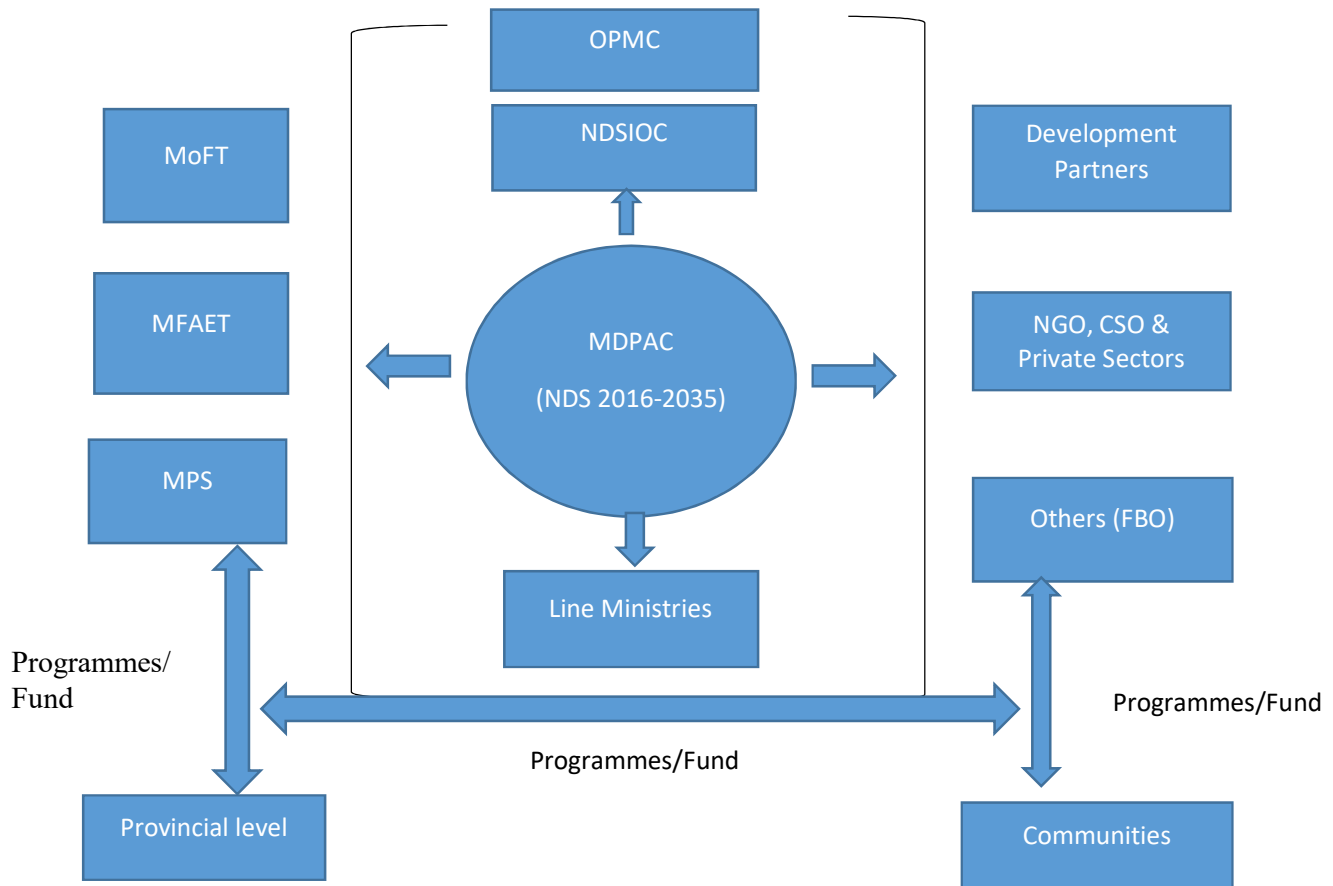 OPMC
NDSIOC
MoFT
Development
Partners
MFAET
MDPAC
(NDS 2016-2035)
NGO, CSO &
Private Sectors
MPS
Others (FBO)
Line Ministries
Programmes/
Fund
Programmes/Fund
Programmes/Fund
Provincial level
Communities